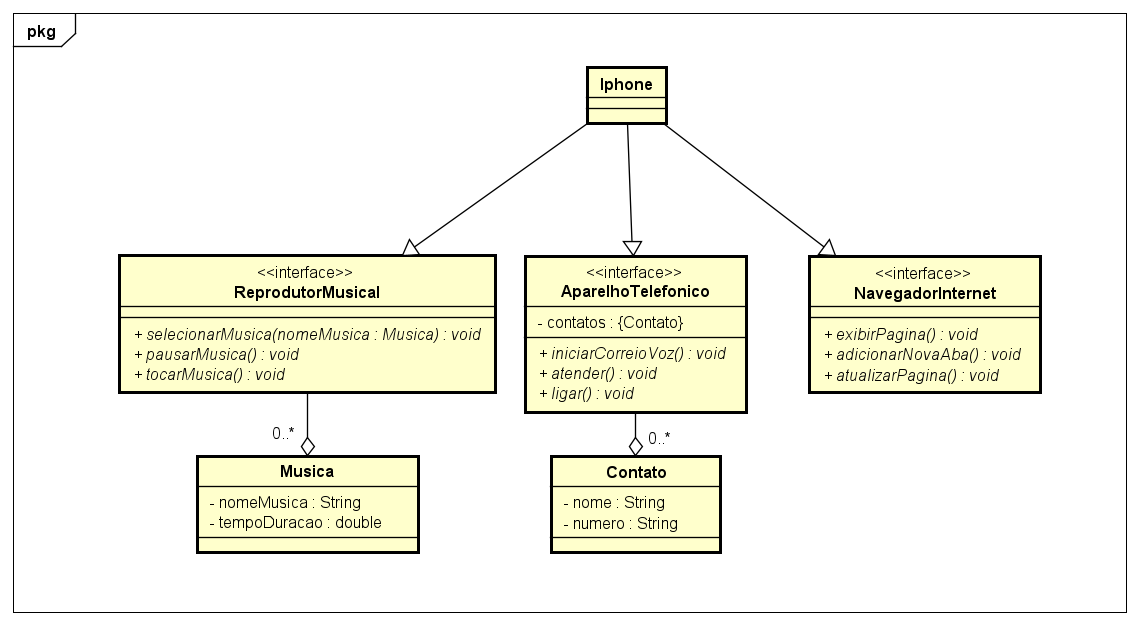 pkg
Iphone
<<interface>>
ReprodutorMusical
+ selecionarMusica(nomeMusica : Musica) : void
+ pausarMusica() : void
+ tocarMusica() : void
<<interface>>
AparelhoTelefonico
- contatos : {Contato}
+ iniciarCorreioVoz() : void
+ atender() : void
+ ligar() : void
<<interface>>
NavegadorInternet
+ exibirPagina() : void
+ adicionarNovaAba() : void
+ atualizarPagina() : void
0..*
0..*
Musica
- nomeMusica : String
- tempoDuracao : double
Contato
- nome : String
- numero : String